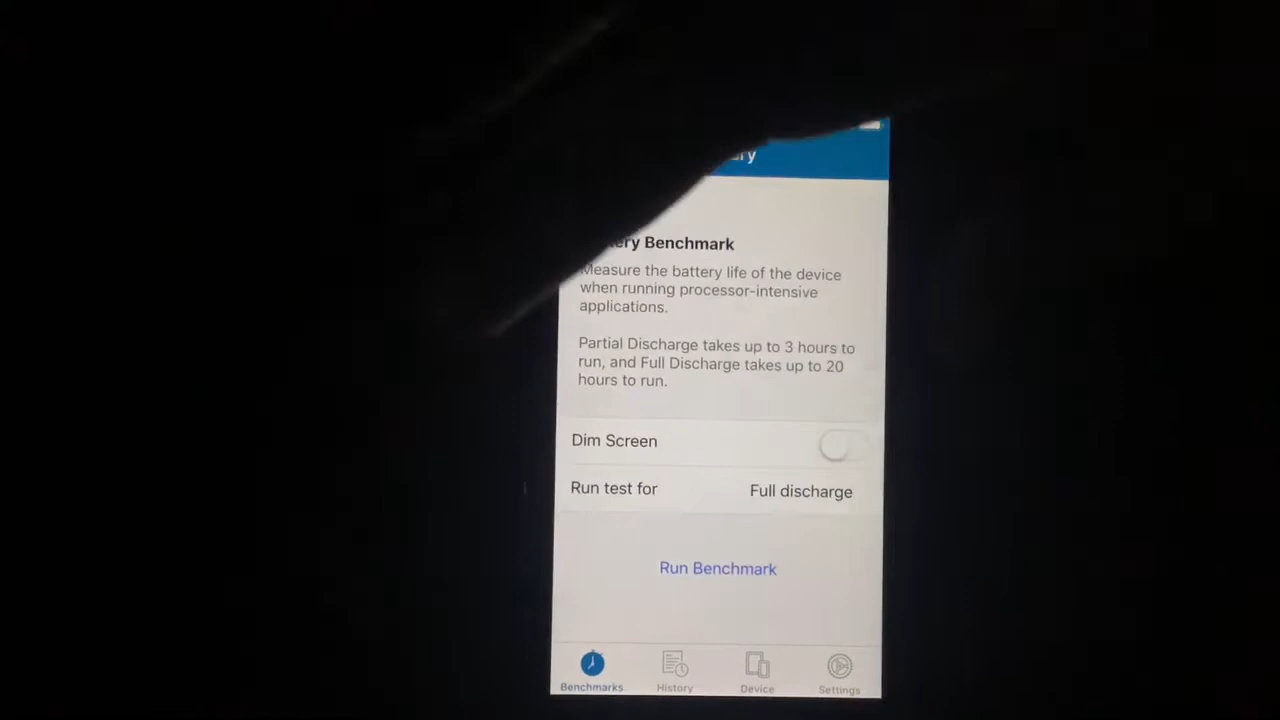 Benchmark
Measure the battery life of the device
when running processor-intensive
applications.
Partial Discharge takes up to 3 hours to
run, and Full Discharge takes up to 20
hours to run.
Dim Screen
Run test for Full discharge
Run Benchmark
Benchmarks History Device Settings